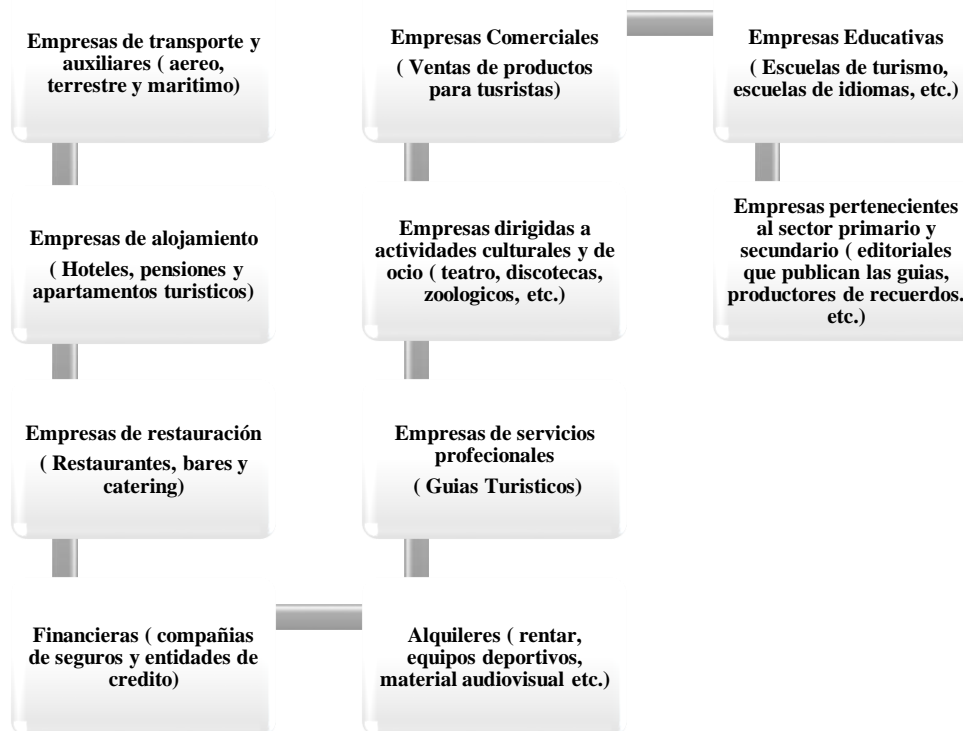 Empresas de transporte y
auxiliares ( aereo,
terrestre y maritimo)
Empresas de alojamiento
( Hoteles, pensiones y
apartamentos turisticos)
Empresas de restauración
( Restaurantes, bares y
catering)
Financieras ( compañias
de seguros y entidades de
credito)
Alquileres ( rentar,
equipos deportivos,
material audiovisual etc.)
Empresas de servicios
profecionales
( Guias Turisticos)
Empresas dirigidas a
actividades culturales y de
ocio ( teatro, discotecas,
zoologicos, etc.)
Empresas Comerciales
( Ventas de productos
para tusristas)
Empresas Educativas
( Escuelas de turismo,
escuelas de idiomas, etc.)
Empresas pertenecientes
al sector primario y
secundario ( editoriales
que publican las guias,
productores de recuerdos.
etc.)